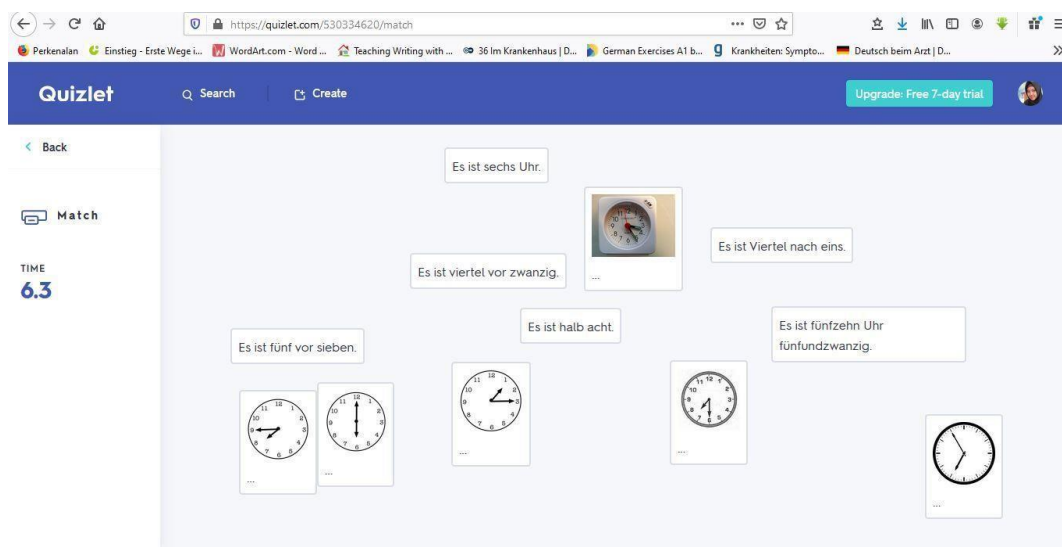 https://quizlet.com/530334620/match
Perkenalan
Einstieg - Erste Wege i...
WordArt.com - Word ...
Teaching Writing with ...
36 Im Krankenhaus | D...
German Exercises A1 b...
Krankheiten: Sympto...
Deutsch beim Arzt | D...
Quizlet
Search
Create
Upgrade: Free 7-day trial
Back
Match
TIME
6.3
Es ist sechs Uhr.
Es ist Viertel nach eins.
Es ist viertel vor zwanzig.
...
Es ist halb acht.
Es ist fünfzehn Uhr
fünfundzwanzig.
Es ist fünf vor sieben.
...
...
...
...
...